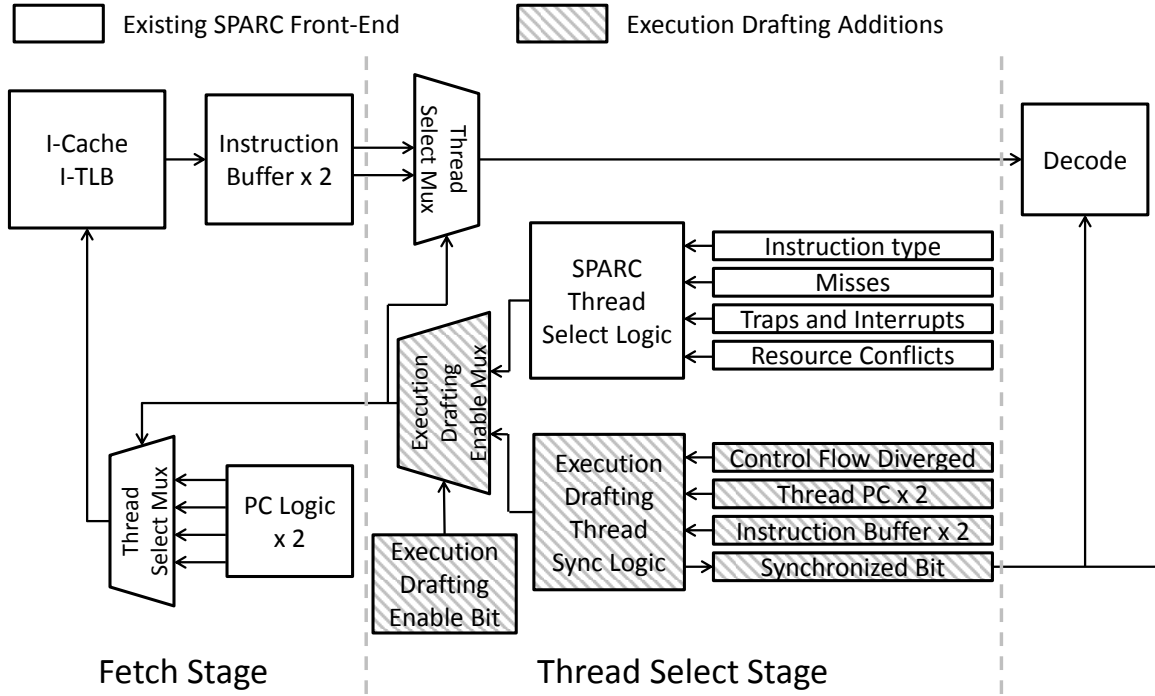 Existing SPARC Front-End
Execution Drafting Additions
I-Cache
I-TLB
Instruction
Buffer x 2
Thread
Select Mux
Decode
SPARC
Thread
Select Logic
Instruction type
Misses
Traps and Interrupts
Resource Conflicts
Execution
Drafting
Enable Mux
Thread
Select Mux
PC Logic
x 2
Execution
Drafting
Enable Bit
Execution
Drafting
Thread
Sync Logic
Control Flow Diverged
Thread PC x 2
Instruction Buffer x 2
Synchronized Bit
Fetch Stage
Thread Select Stage